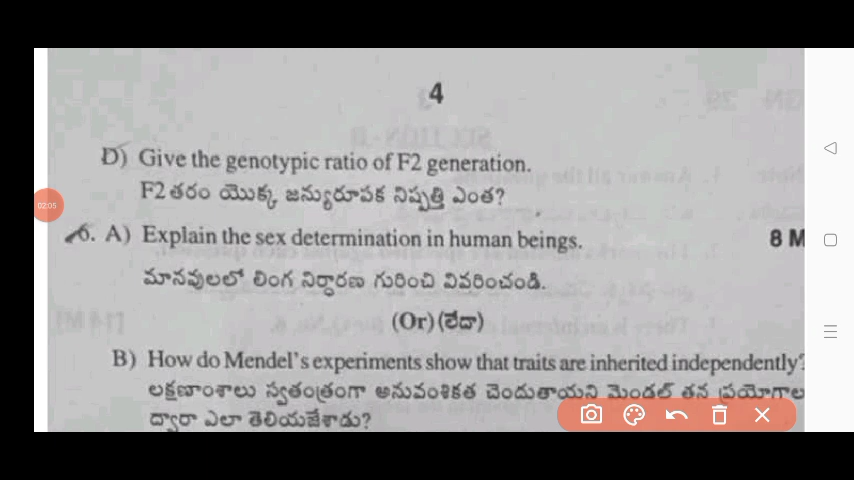 4
D) Give the genotypic ratio of F2 generation.
F2 తరం యొక్క జన్యురూపక నిష్పత్తి ఎంత?
6. A) Explain the sex determination in human beings. 8 M
మానవులలో లింగ నిర్ధారణ గురించి వివరించండి.
(Or) (లేదా)
B) How do Mendel's experiments show that traits are inherited independently?
లక్షణాంశాలు స్వతంత్రంగా అనువంశికత చెందుతాయని మెండల్ తన ప్రయోగాల
ద్వారా ఎలా తెలియజేశాడు?
02:05